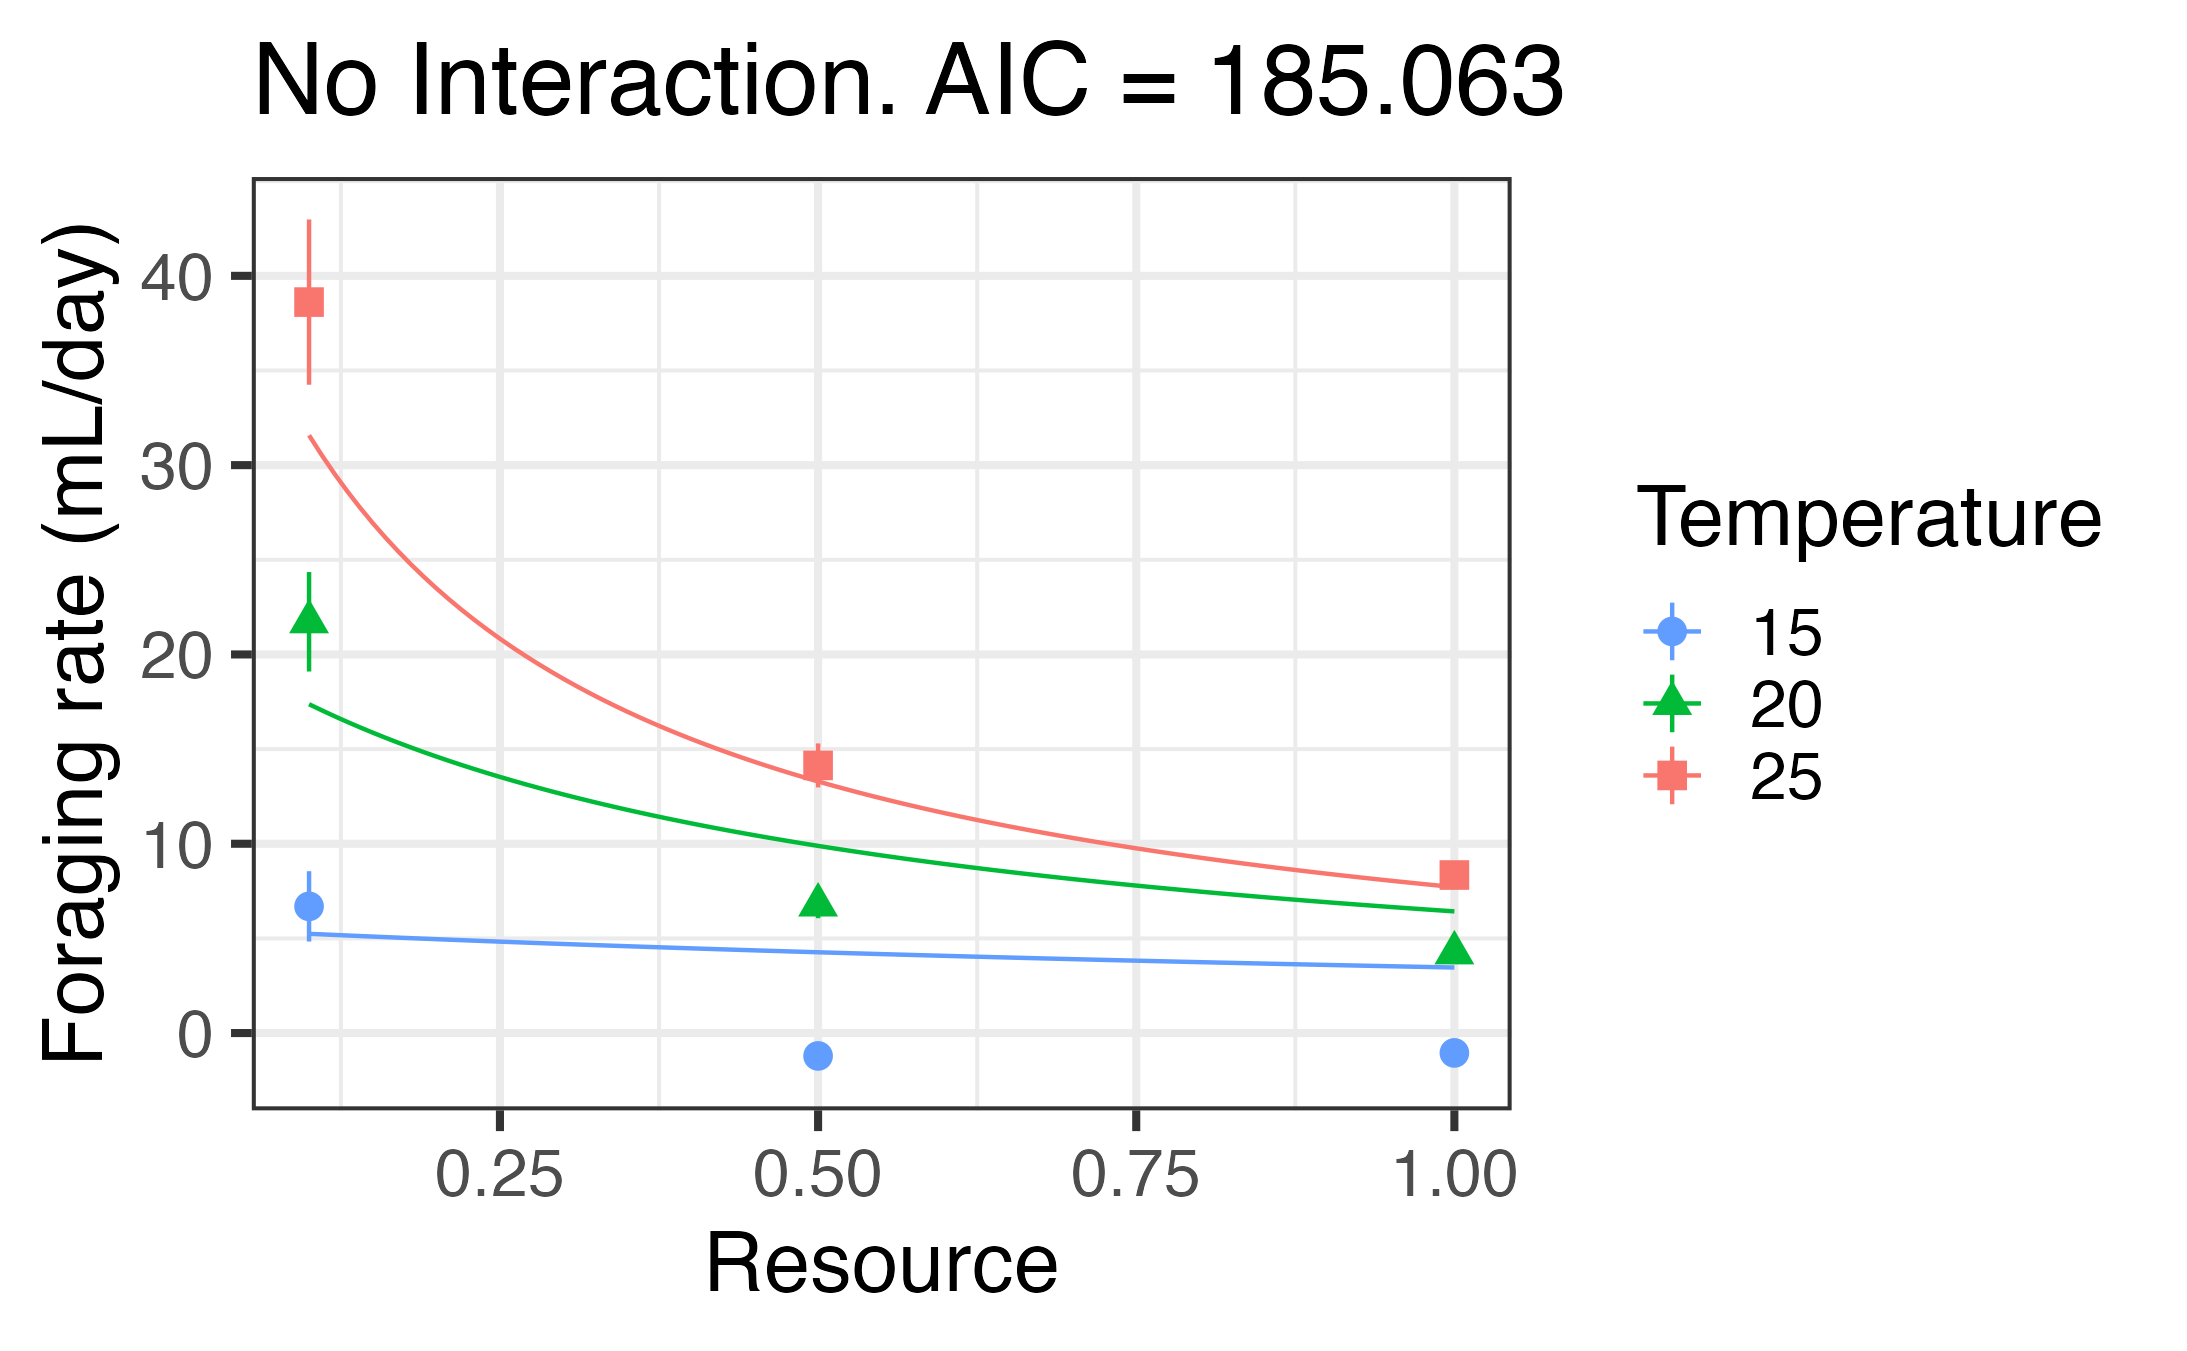 No Interaction. AIC = 185.063
Foraging rate (mL/day)
40
30
20
10
0
0.25 0.50 0.75 1.00
Resource
Temperature
15
20
25